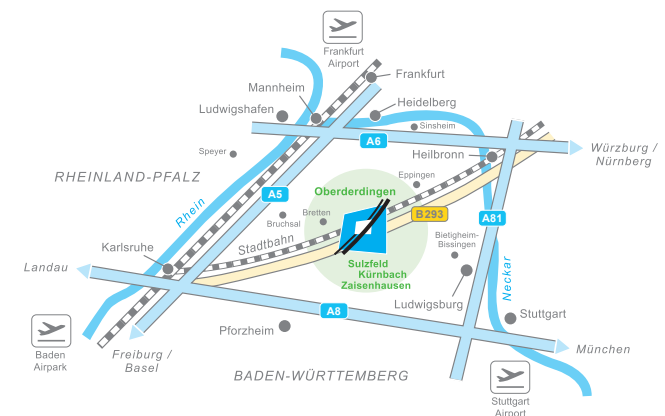 Frankfurt
Airport
Frankfurt
Mannheim
Ludwigshafen
Heidelberg
Sinsheim
A6
Würzburg /
Nürnberg
Heilbronn
Speyer
RHEINLAND-PFALZ
Eppingen
Oberderdingen
A5
Rhein
Bretten
B293
A81
Bruchsal
Stadtbahn
Bietigheim-
Bissingen
Karlsruhe
Landau
Sulzfeld
Kürnbach
Zaisenhausen
Neckar
Ludwigsburg
A8
Stuttgart
Pforzheim
Baden
Airpark
Freiburg /
Basel
München
BADEN-WÜRTTEMBERG
Stuttgart
Airport